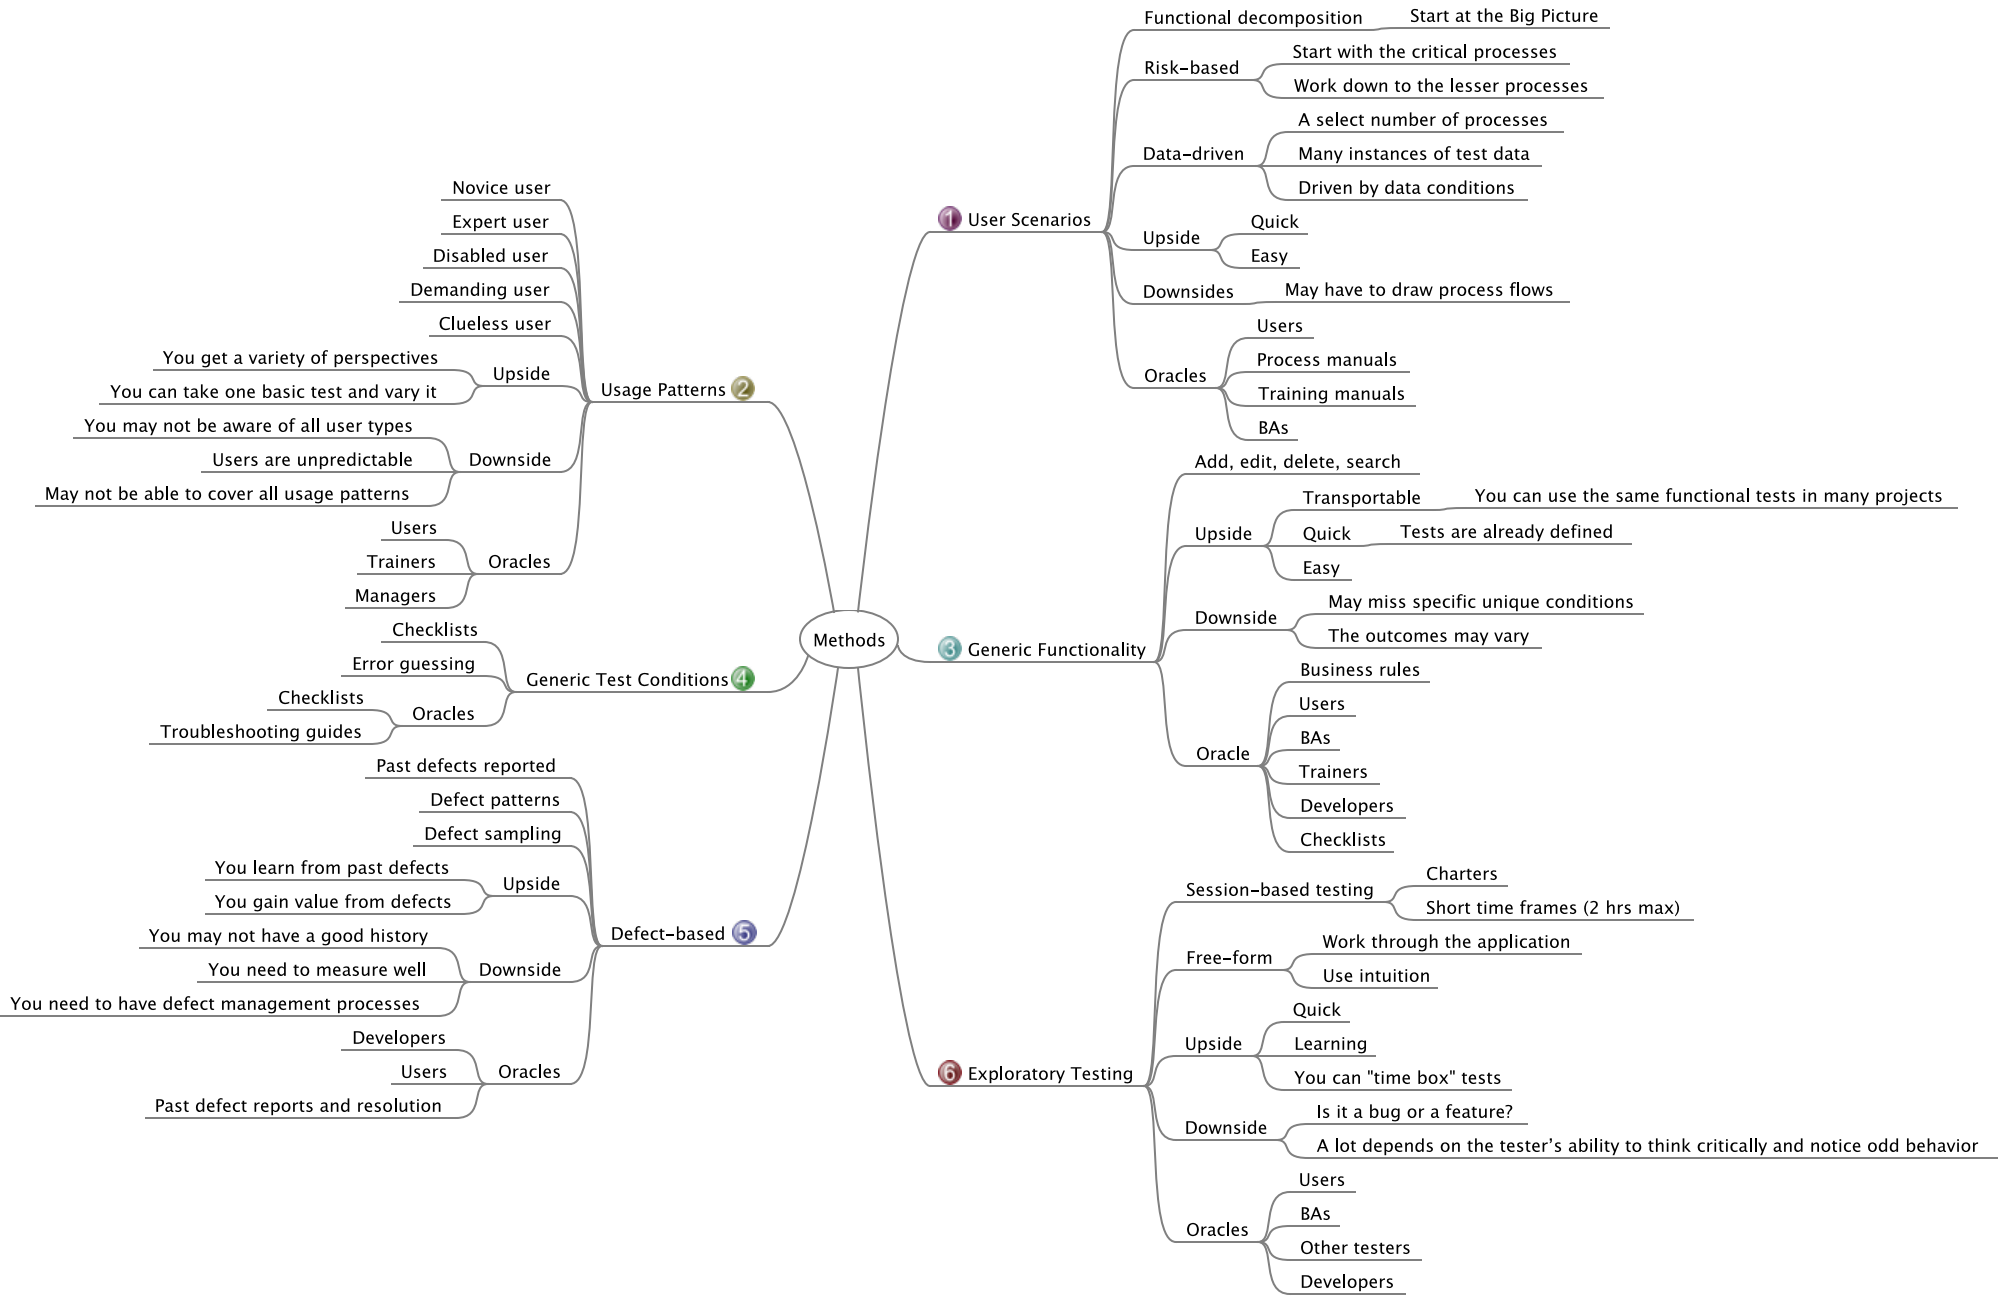 Methods
1 User Scenarios
Functional decomposition
Start at the Big Picture
Risk-based
Start with the critical processes
Work down to the lesser processes
Data-driven
A select number of processes
Many instances of test data
Driven by data conditions
Upside
Quick
Easy
Downsides
May have to draw process flows
Oracles
Users
Process manuals
Training manuals
BAs
Usage Patterns 2
Novice user
Expert user
Disabled user
Demanding user
Clueless user
Upside
You get a variety of perspectives
You can take one basic test and vary it
Downside
You may not be aware of all user types
Users are unpredictable
May not be able to cover all usage patterns
Oracles
Users
Trainers
Managers
3 Generic Functionality
Add, edit, delete, search
Upside
Transportable
You can use the same functional tests in many projects
Quick
Tests are already defined
Easy
Downside
May miss specific unique conditions
The outcomes may vary
Oracle
Business rules
Users
BAs
Trainers
Developers
Checklists
Generic Test Conditions 4
Checklists
Error guessing
Oracles
Checklists
Troubleshooting guides
Defect-based 5
Past defects reported
Defect patterns
Defect sampling
Upside
You learn from past defects
You gain value from defects
Downside
You may not have a good history
You need to measure well
You need to have defect management processes
Oracles
Developers
Users
Past defect reports and resolution
6 Exploratory Testing
Session-based testing
Charters
Short time frames (2 hrs max)
Free-form
Work through the application
Use intuition
Upside
Quick
Learning
You can "time box" tests
Downside
Is it a bug or a feature?
A lot depends on the tester's ability to think critically and notice odd behavior
Oracles
Users
BAs
Other testers
Developers